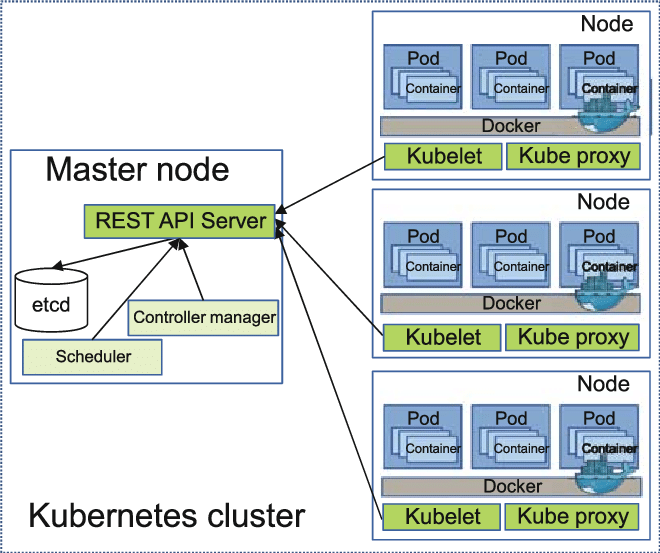 Node
Pod Pod Pod
Container Container Container
Docker
Kubelet Kube proxy
Master node
REST API Server
etcd
Controller manager
Scheduler
Node
Pod Pod Pod
Container Container Container
Docker
Kubelet Kube proxy
Node
Pod Pod Pod
Container Container Container
Docker
Kubelet Kube proxy
Kubernetes cluster